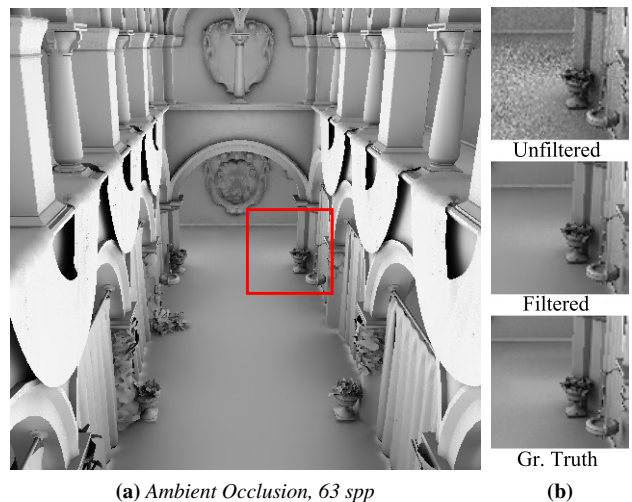 Unfiltered
Filtered
Gr. Truth
(a) Ambient Occlusion, 63 spp
(b)